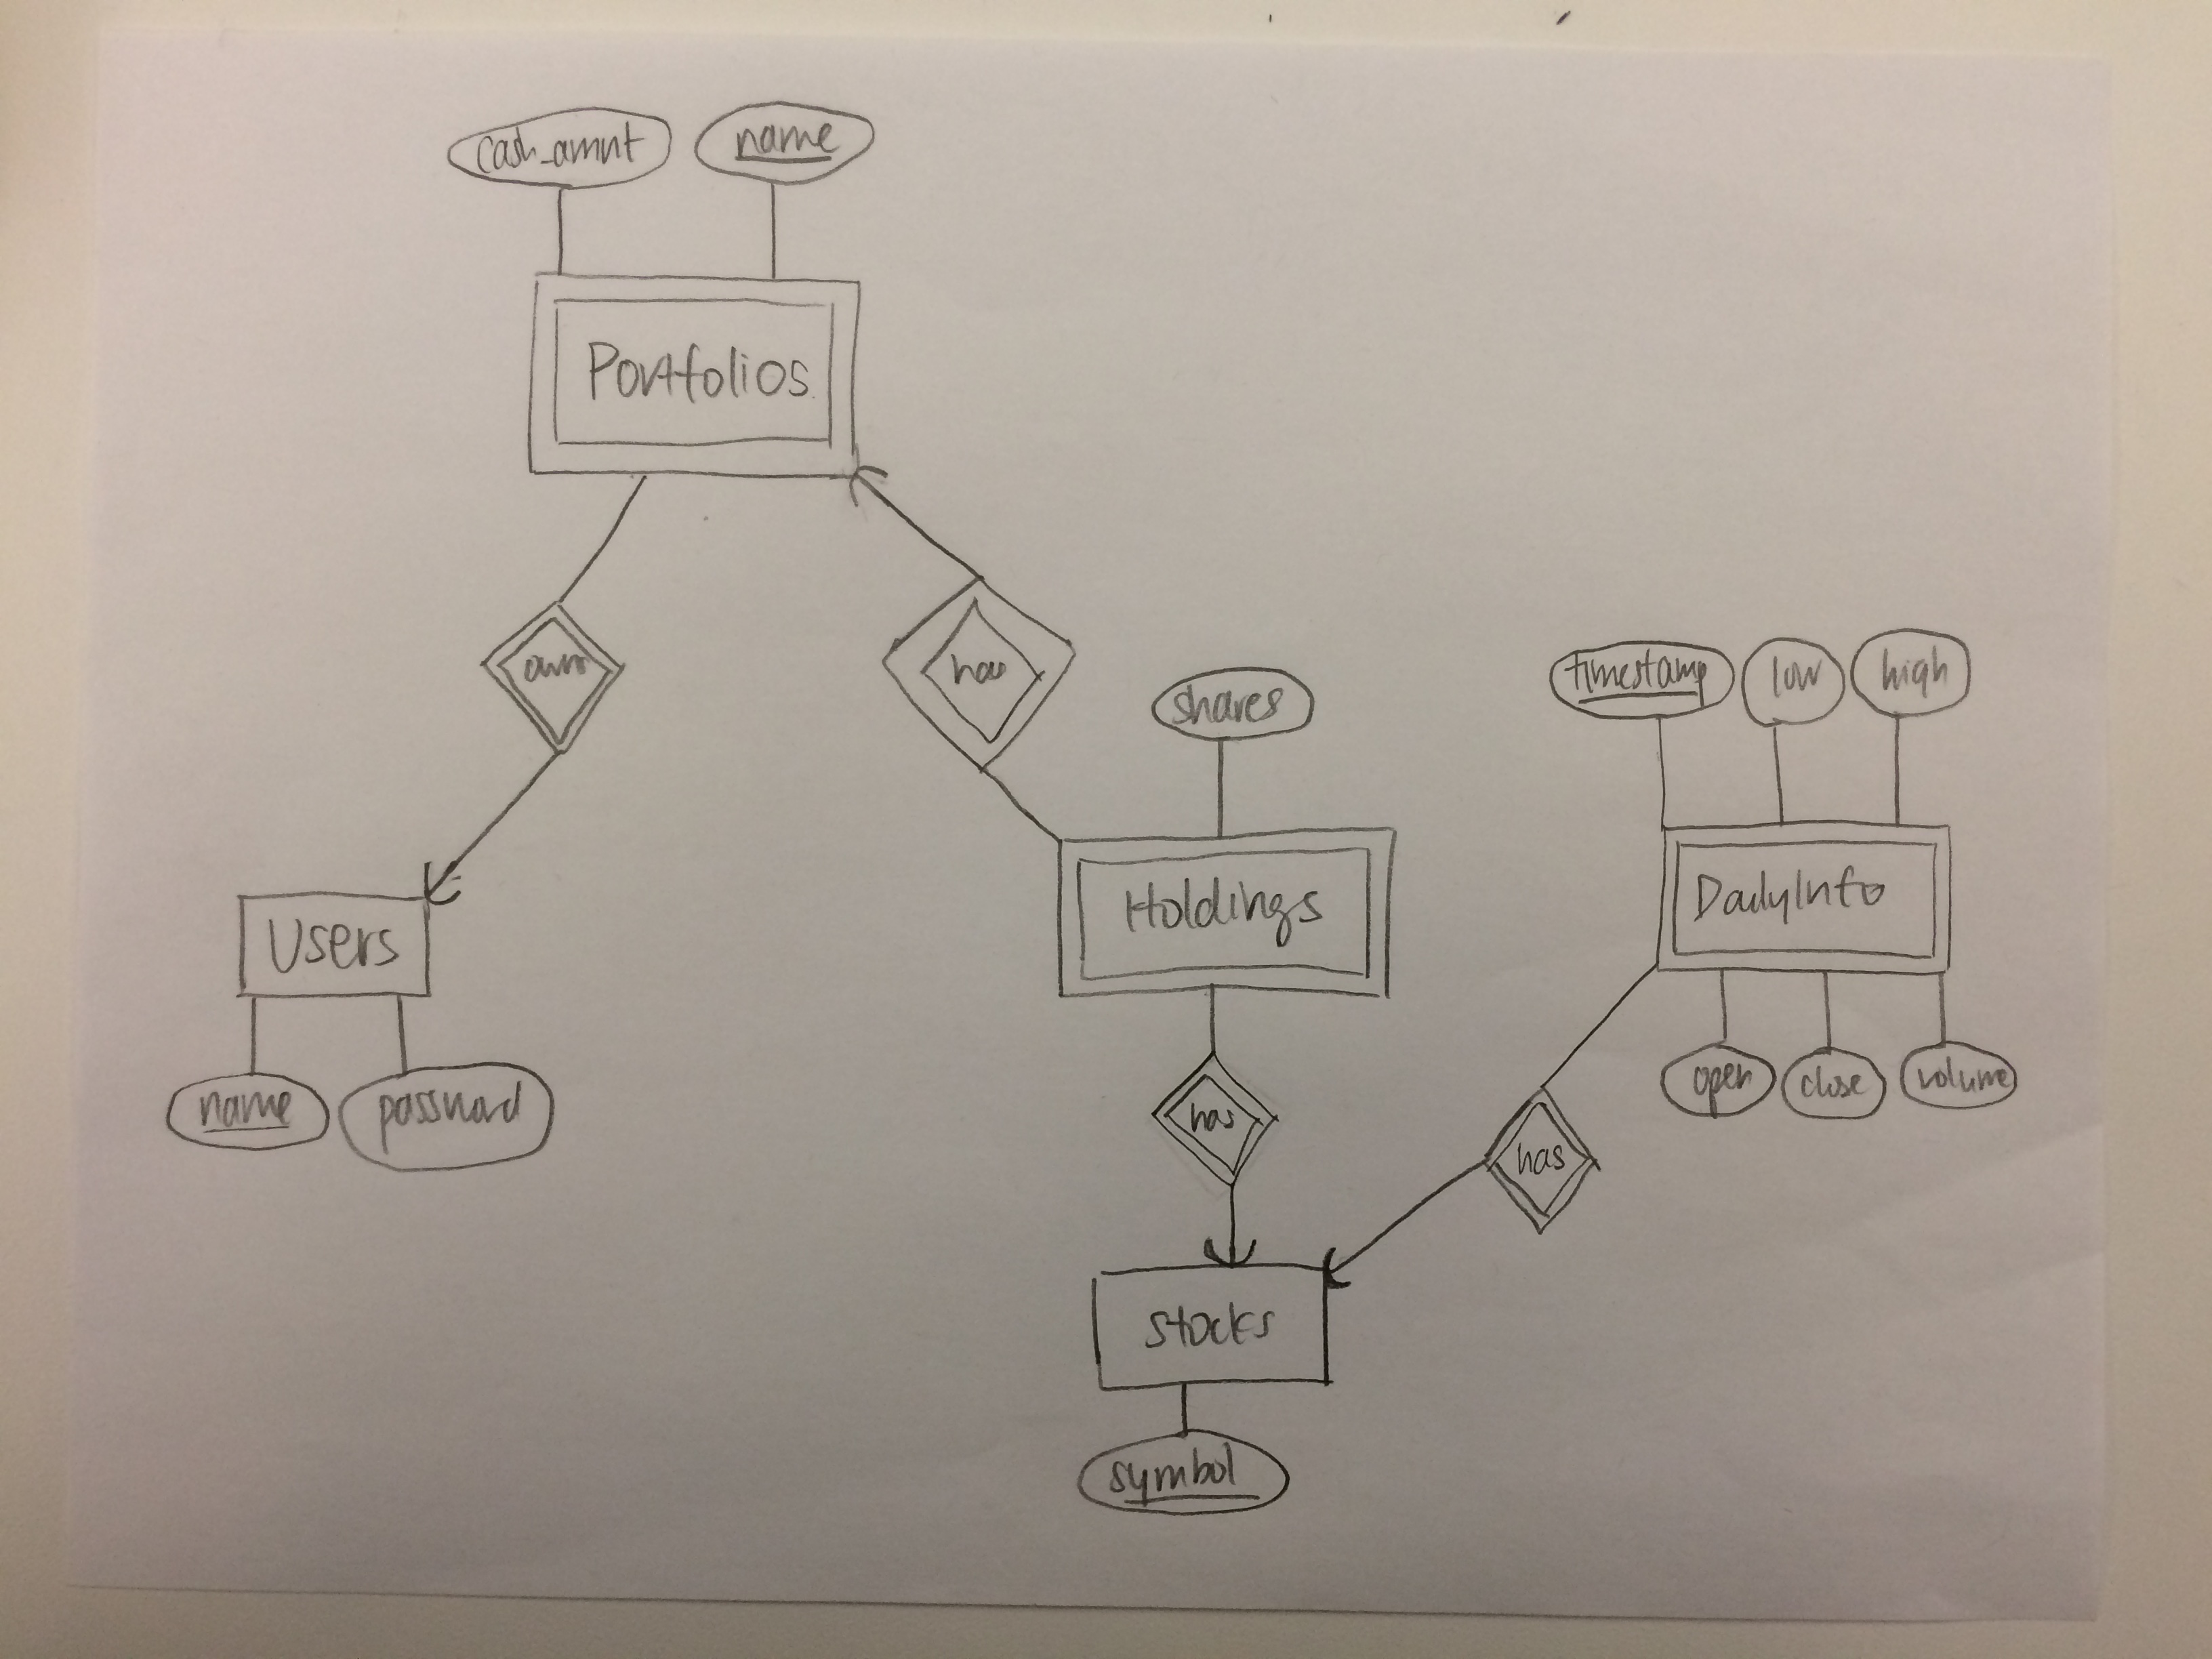 cash_amnt
name
Portfolios
own
has
shares
timestamp
low
high
Users
Holdings
DailyInfo
name
password
has
open
close
volume
has
stocks
symbol